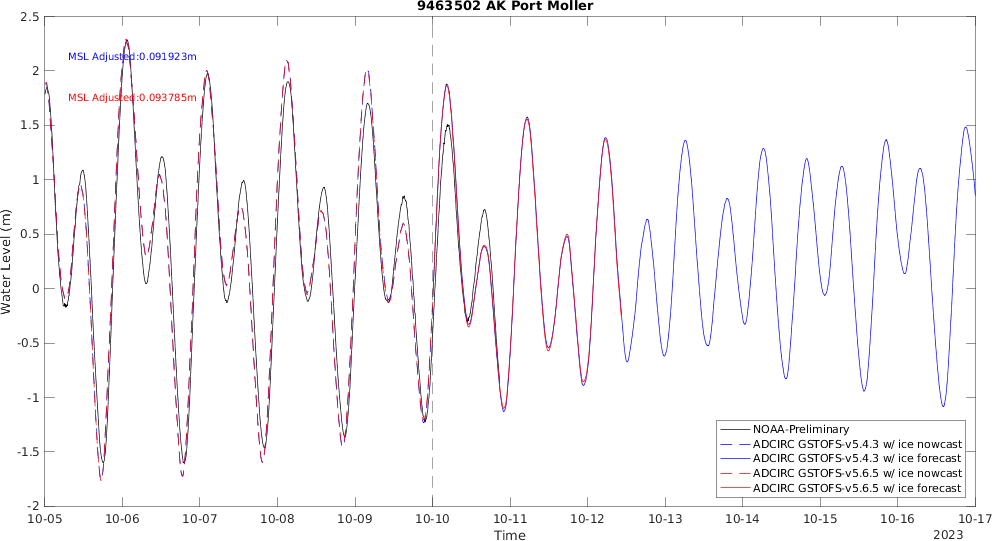 9463502 AK Port Moller
MSL Adjusted:0.091923m
MSL Adjusted:0.093785m
Water Level (m)
2.5
2
1.5
1
0.5
0
-0.5
-1
-1.5
-2
NOAA-Preliminary
ADCIRC GSTOFS-v5.4.3 w/ ice nowcast
ADCIRC GSTOFS-v5.4.3 w/ ice forecast
ADCIRC GSTOFS-v5.6.5 w/ ice nowcast
ADCIRC GSTOFS-v5.6.5 w/ ice forecast
10-05 10-06 10-07 10-08 10-09 10-10 10-11 10-12 10-13 10-14 10-15 10-16 10-17
Time
2023